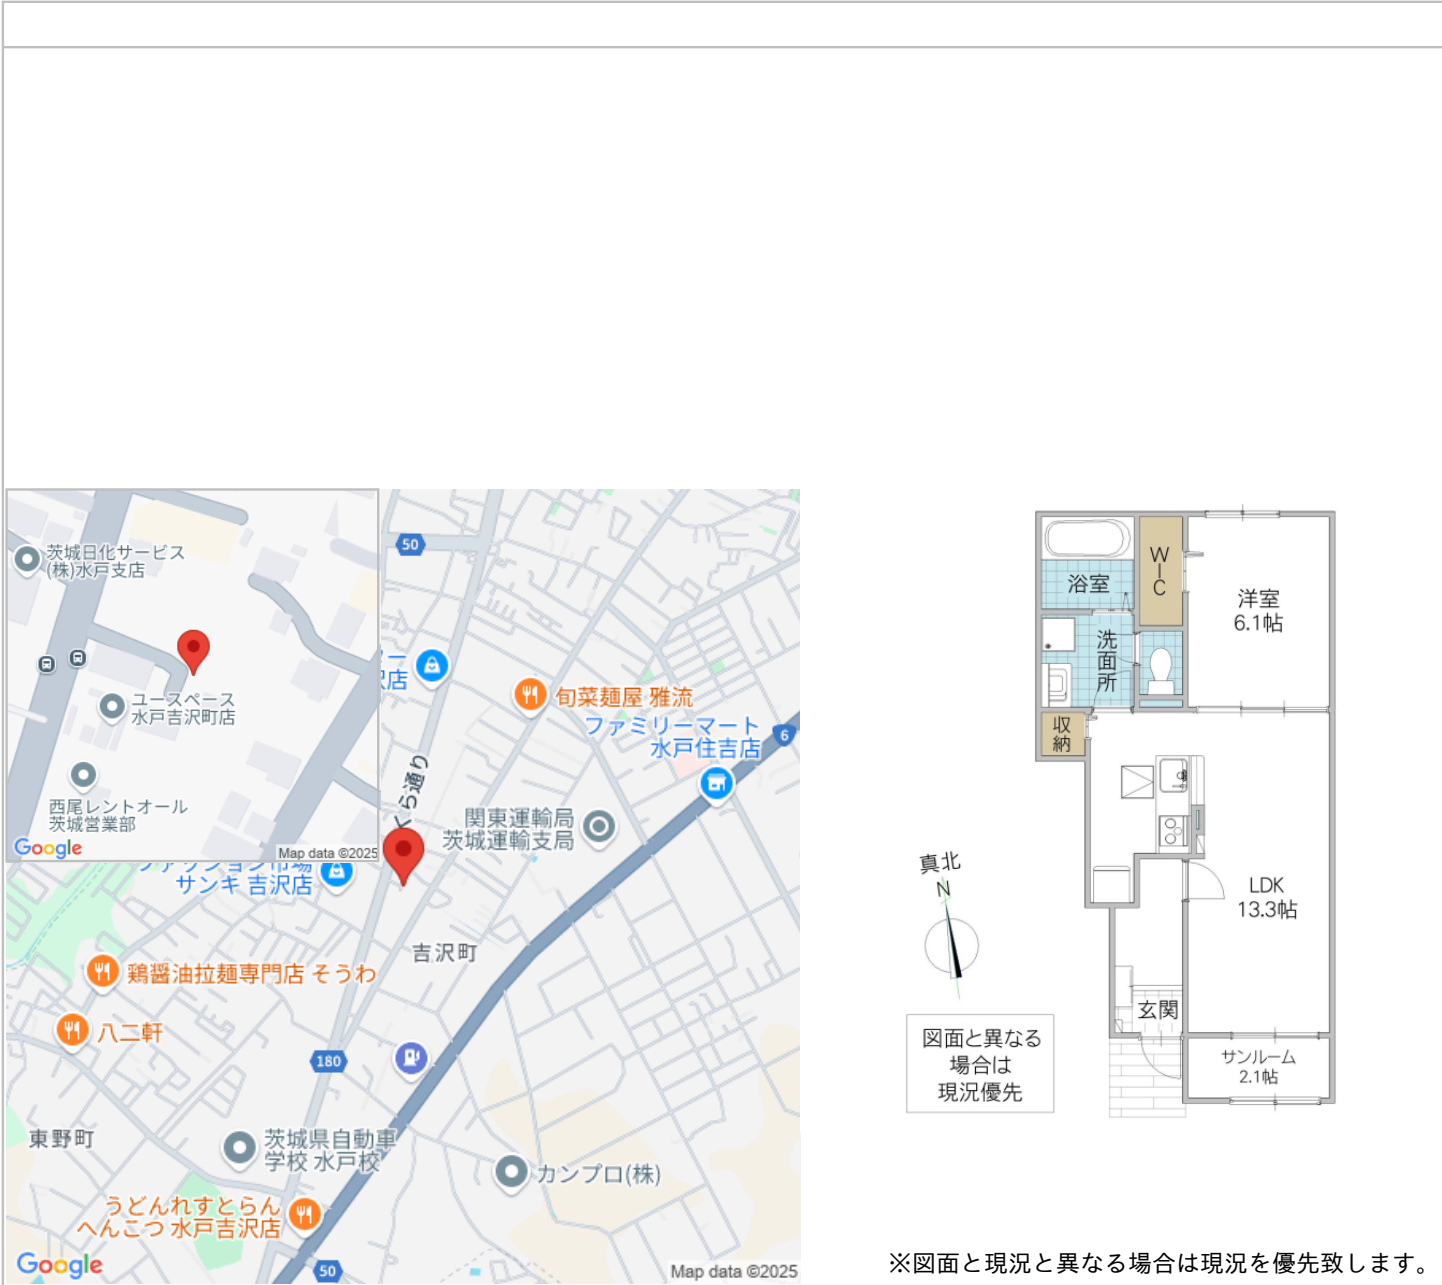 茨城日化サービス
(株)水戸支店
ユースペース
水戸吉沢町店
西尾レントオール
茨城営業部
Google
Map data ©2025
50
店
旬菜麺屋 雅流
ファミリーマート
水戸住吉店
6
くら通り
関東運輸局
茨城運輸支局
ファッション市場
サンキ 吉沢店
吉沢町
鶏醤油拉麺専門店 そうわ
八二軒
180
東野町
茨城県自動車
学校 水戸校
カンプロ(株)
うどんれすとらん
へんこつ 水戸吉沢店
Google
50
Map data ©2025
浴室
WIC
洋室
6.1帖
洗面所
収納
LDK
13.3帖
玄関
サンルーム
2.1帖
真北
N
図面と異なる
場合は
現況優先
※図面と現況と異なる場合は現況を優先致します。